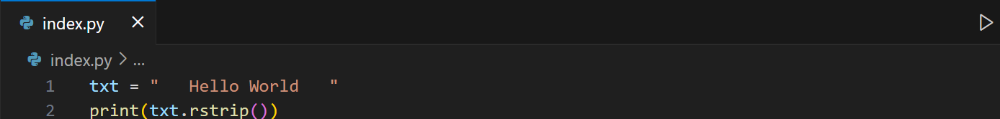 index.py
index.py > ...
1 txt = "   Hello World   "
2 print(txt.rstrip())